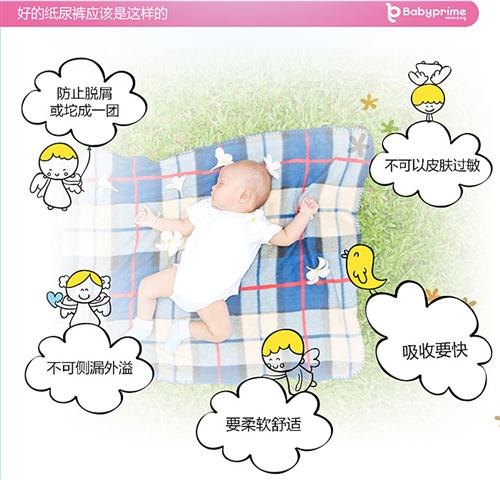 好的纸尿裤应该是这样的
Babyprime
防止脱屑
或坨成一团
不可以皮肤过敏
吸收要快
不可侧漏外溢
要柔软舒适